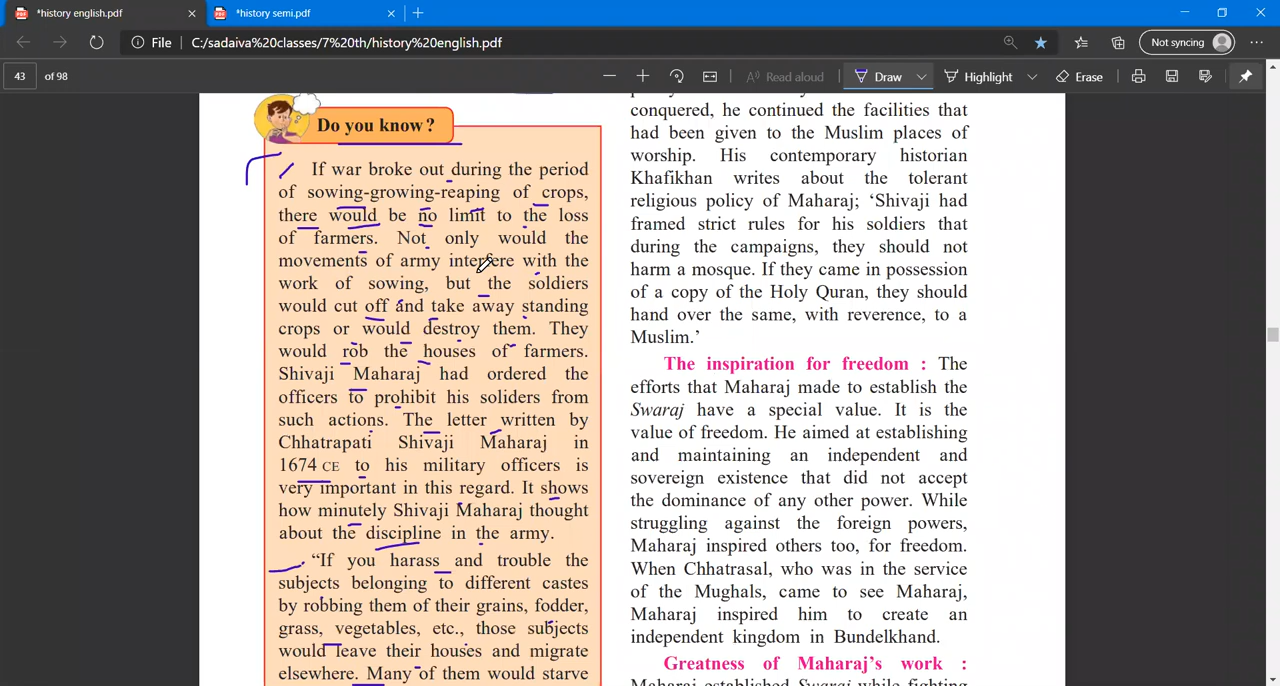 *history english.pdf
*history semi.pdf
File
C:/sadaiva%20classes/7%20th/history%20english.pdf
Not syncing
43 of 98
Read aloud
Draw
Highlight
Erase
Do you know?
If war broke out during the period
of sowing-growing-reaping of crops,
there would be no limit to the loss
of farmers. Not only would the
movements of army interfere with the
work of sowing, but the soldiers
would cut off and take away standing
crops or would destroy them. They
would rob the houses of farmers.
Shivaji Maharaj had ordered the
officers to prohibit his soliders from
such actions. The letter written by
Chhatrapati Shivaji Maharaj in
1674 CE to his military officers is
very important in this regard. It shows
how minutely Shivaji Maharaj thought
about the discipline in the army.
“If you harass and trouble the
subjects belonging to different castes
by robbing them of their grains, fodder,
grass, vegetables, etc., those subjects
would leave their houses and migrate
elsewhere. Many of them would starve
conquered, he continued the facilities that
had been given to the Muslim places of
worship. His contemporary historian
Khafikhan writes about the tolerant
religious policy of Maharaj; ‘Shivaji had
framed strict rules for his soldiers that
during the campaigns, they should not
harm a mosque. If they came in possession
of a copy of the Holy Quran, they should
hand over the same, with reverence, to a
Muslim.’
The inspiration for freedom : The
efforts that Maharaj made to establish the
Swaraj have a special value. It is the
value of freedom. He aimed at establishing
and maintaining an independent and
sovereign existence that did not accept
the dominance of any other power. While
struggling against the foreign powers,
Maharaj inspired others too, for freedom.
When Chhatrasal, who was in the service
of the Mughals, came to see Maharaj,
Maharaj inspired him to create an
independent kingdom in Bundelkhand.
Greatness of Maharaj’s work :
Maharaj established Swaraj while fighting